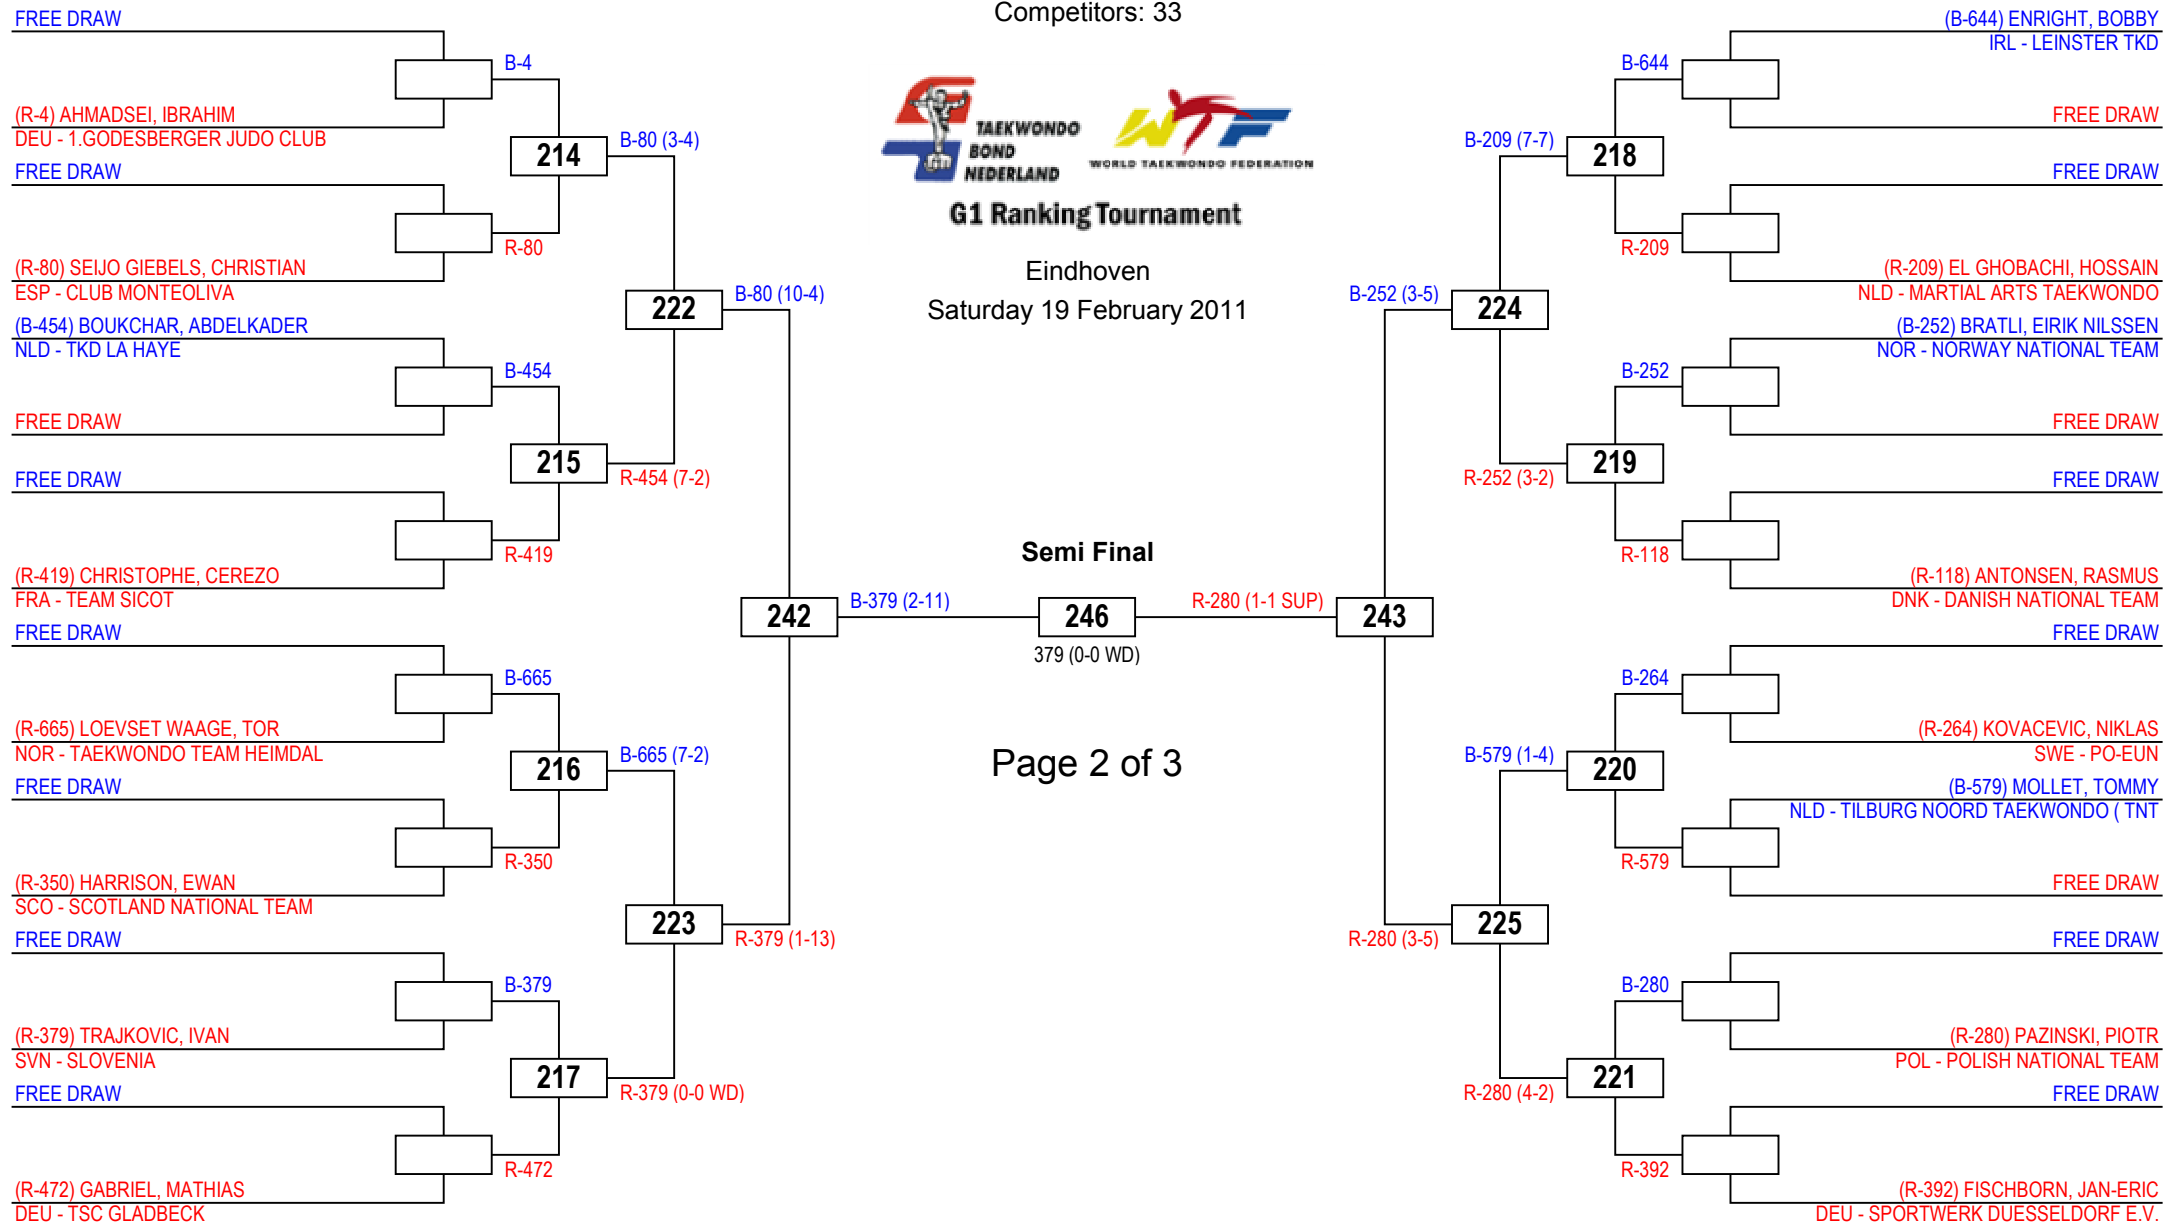 Competitors: 33
TAEKWONDO
BOND
NEDERLAND
WTF
WORLD TAEKWONDO FEDERATION
G1 Ranking Tournament
Eindhoven
Saturday 19 February 2011
FREE DRAW
B-4
(R-4) AHMADSEI, IBRAHIM
DEU - 1.GODESBERGER JUDO CLUB
214
B-80 (3-4)
FREE DRAW
R-80
(R-80) SEIJO GIEBELS, CHRISTIAN
ESP - CLUB MONTEOLIVA
222
B-80 (10-4)
(B-454) BOUKCHAR, ABDELKADER
NLD - TKD LA HAYE
B-454
FREE DRAW
215
R-454 (7-2)
FREE DRAW
R-419
(R-419) CHRISTOPHE, CEREZO
FRA - TEAM SICOT
242
B-379 (2-11)
FREE DRAW
B-665
(R-665) LOEVSET WAAGE, TOR
NOR - TAEKWONDO TEAM HEIMDAL
216
B-665 (7-2)
FREE DRAW
R-350
(R-350) HARRISON, EWAN
SCO - SCOTLAND NATIONAL TEAM
223
R-379 (1-13)
FREE DRAW
B-379
(R-379) TRAJKOVIC, IVAN
SVN - SLOVENIA
217
R-379 (0-0 WD)
FREE DRAW
R-472
(R-472) GABRIEL, MATHIAS
DEU - TSC GLADBECK
Semi Final
246
379 (0-0 WD)
Page 2 of 3
(B-644) ENRIGHT, BOBBY
IRL - LEINSTER TKD
B-644
FREE DRAW
B-209 (7-7)
218
FREE DRAW
R-209
(R-209) EL GHOBACHI, HOSSAIN
NLD - MARTIAL ARTS TAEKWONDO
B-252 (3-5)
224
(B-252) BRATLI, EIRIK NILSSEN
NOR - NORWAY NATIONAL TEAM
B-252
FREE DRAW
R-252 (3-2)
219
FREE DRAW
R-118
(R-118) ANTONSEN, RASMUS
DNK - DANISH NATIONAL TEAM
R-280 (1-1 SUP)
243
FREE DRAW
B-264
(R-264) KOVACEVIC, NIKLAS
SWE - PO-EUN
B-579 (1-4)
220
(B-579) MOLLET, TOMMY
NLD - TILBURG NOORD TAEKWONDO ( TNT
R-579
FREE DRAW
R-280 (3-5)
225
FREE DRAW
B-280
(R-280) PAZINSKI, PIOTR
POL - POLISH NATIONAL TEAM
R-280 (4-2)
221
FREE DRAW
R-392
(R-392) FISCHBORN, JAN-ERIC
DEU - SPORTWERK DUESSELDORF E.V.